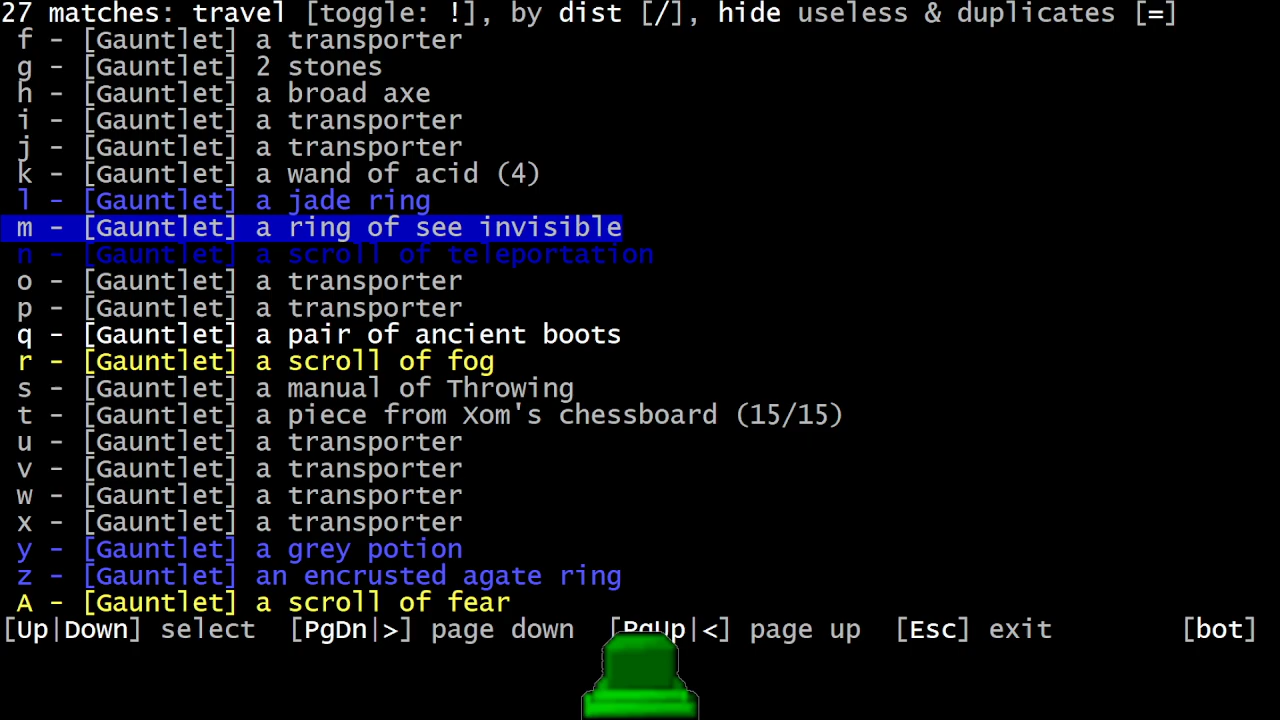 27 matches: travel [toggle: !], by dist [/], hide useless & duplicates [=]
f - [Gauntlet] a transporter
g - [Gauntlet] 2 stones
h - [Gauntlet] a broad axe
i - [Gauntlet] a transporter
j - [Gauntlet] a transporter
k - [Gauntlet] a wand of acid (4)
l - [Gauntlet] a jade ring
m - [Gauntlet] a ring of see invisible
n - [Gauntlet] a scroll of teleportation
o - [Gauntlet] a transporter
p - [Gauntlet] a transporter
q - [Gauntlet] a pair of ancient boots
r - [Gauntlet] a scroll of fog
s - [Gauntlet] a manual of Throwing
t - [Gauntlet] a piece from Xom's chessboard (15/15)
u - [Gauntlet] a transporter
v - [Gauntlet] a transporter
w - [Gauntlet] a transporter
x - [Gauntlet] a transporter
y - [Gauntlet] a grey potion
z - [Gauntlet] an encrusted agate ring
A - [Gauntlet] a scroll of fear
[Up|Down] select [PgDn|>] page down [PgUp|<] page up [Esc] exit [bot]